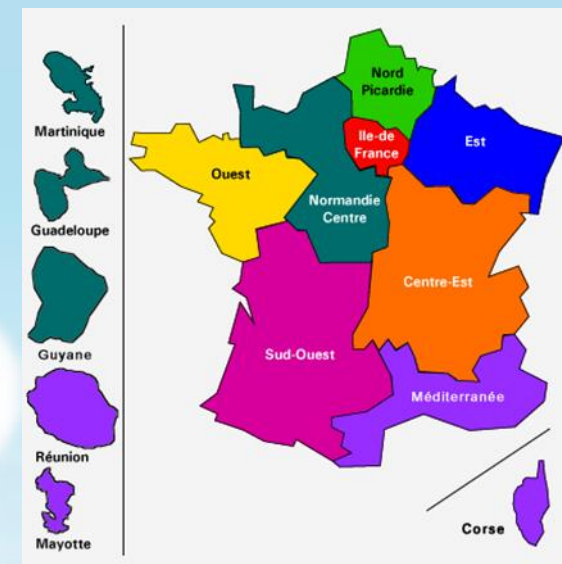 Martinique
Guadeloupe
Guyane
Réunion
Mayotte
Nord
Picardie
Ile-de
France
Est
Ouest
Normandie
Centre
Centre-Est
Sud-Ouest
Méditerranée
Corse